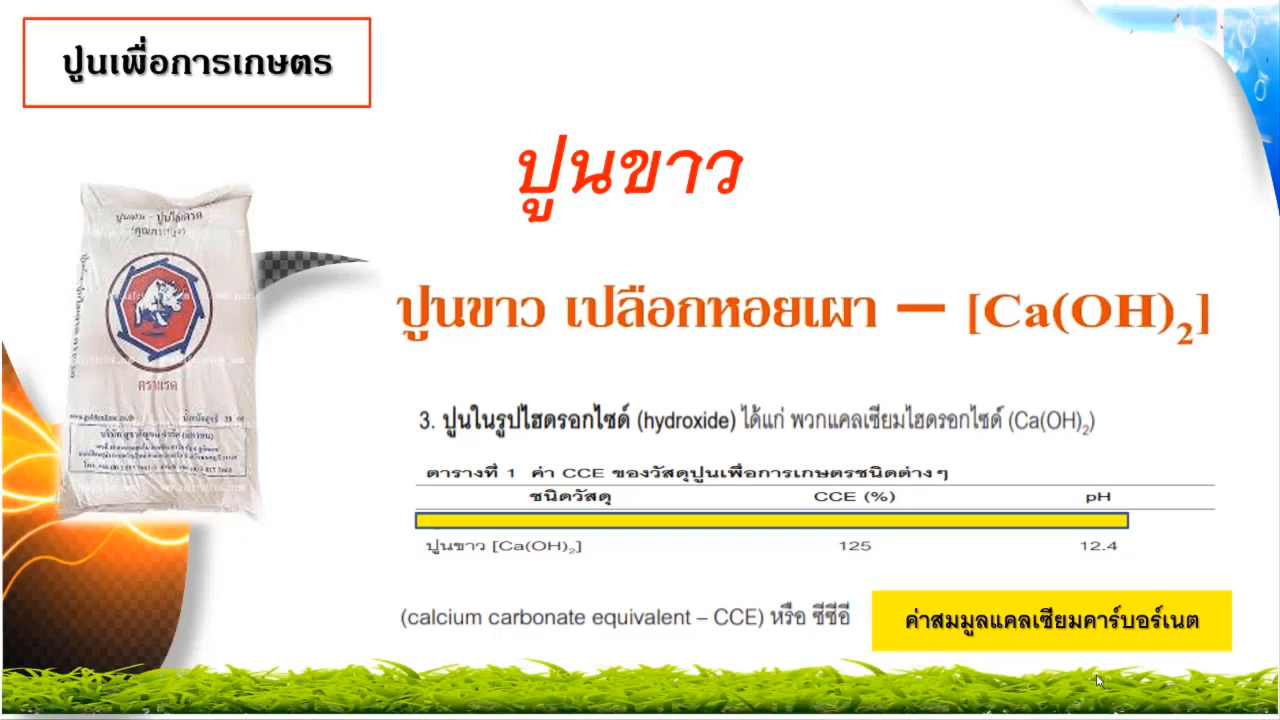 ปูนเพื่อการเกษตร
ปูนขาว
ปูนขาว เปลือกหอยเผา – [Ca(OH)₂]
3. ปูนในรูปไฮดรอกไซด์ (hydroxide) ได้แก่ พวกแคลเซียมไฮดรอกไซด์ (Ca(OH)₂)
ตารางที่ 1 ค่า CCE ของวัสดุปูนเพื่อการเกษตรชนิดต่างๆ
ชนิดวัสดุ CCE (%) pH
ปูนขาว [Ca(OH)₂] 125 12.4
(calcium carbonate equivalent – CCE) หรือ ซีซีอี
ค่าสมมูลแคลเซียมคาร์บอร์เนต
ตราแรด